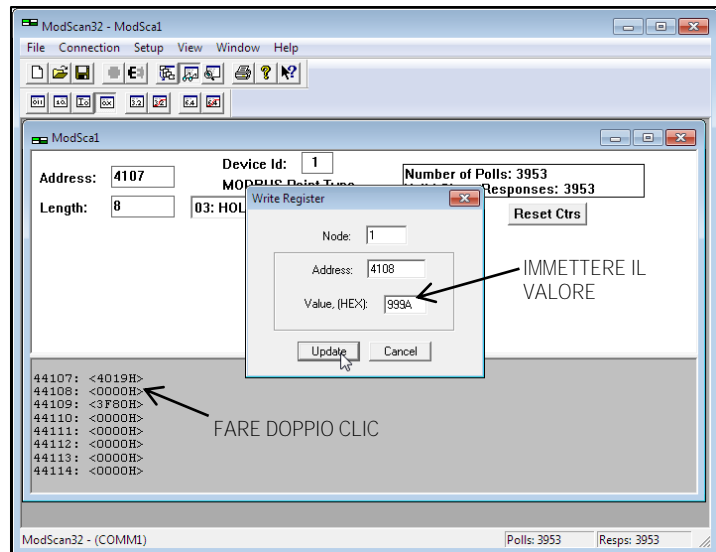 ModScan32 - ModSca1
File Connection Setup View Window Help
ModSca1
Address: 4107
Device Id: 1
Number of Polls: 3953
MODBUS Point Type
Responses: 3953
Length: 8
03: HOL
Reset Ctrs
Write Register
Node: 1
Address: 4108
Value, (HEX): 999A
Update Cancel
IMMETTERE IL
VALORE
44107: <4019H>
44108: <0000H>
44109: <3F80H>
44110: <0000H>
44111: <0000H>
44112: <0000H>
44113: <0000H>
44114: <0000H>
FARE DOPPIO CLIC
ModScan32 - (COMM1)
Polls: 3953 Resps: 3953